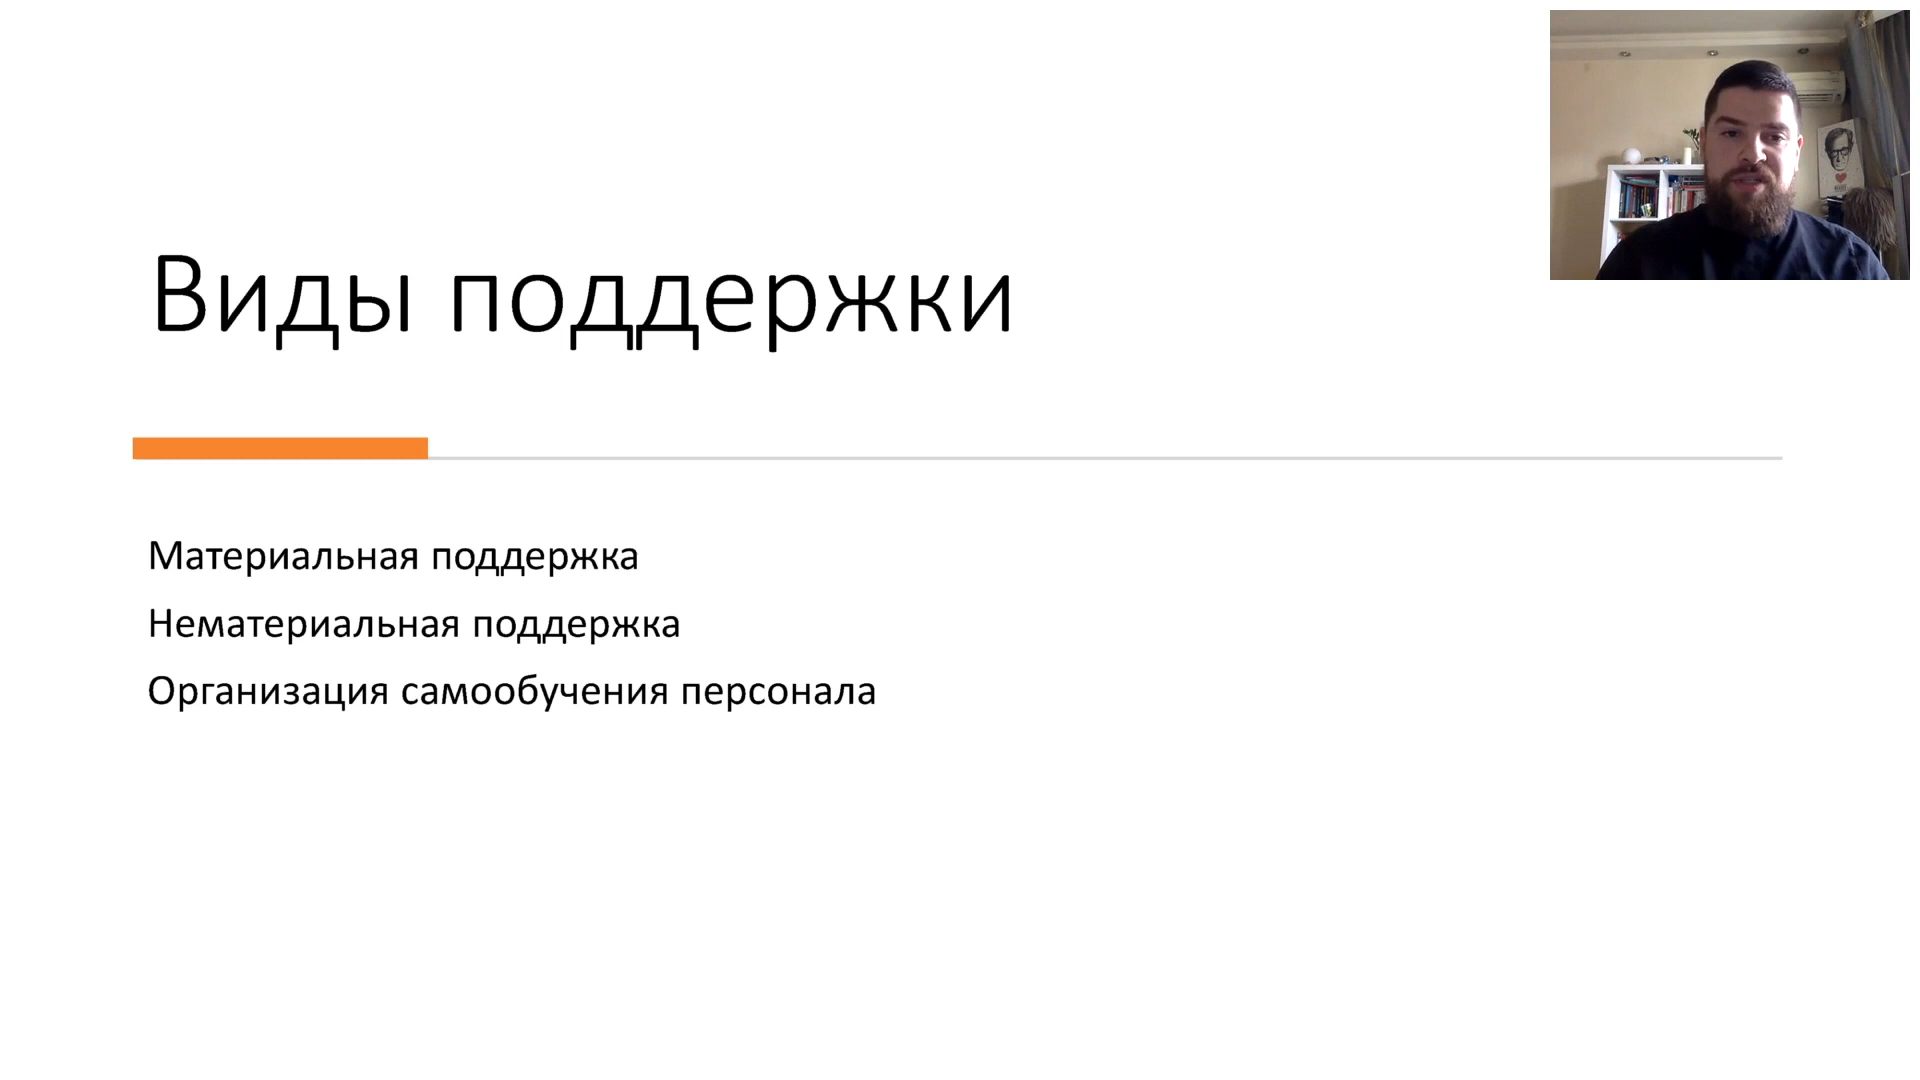 Виды поддержки
Материальная поддержка
Нематериальная поддержка
Организация самообучения персонала